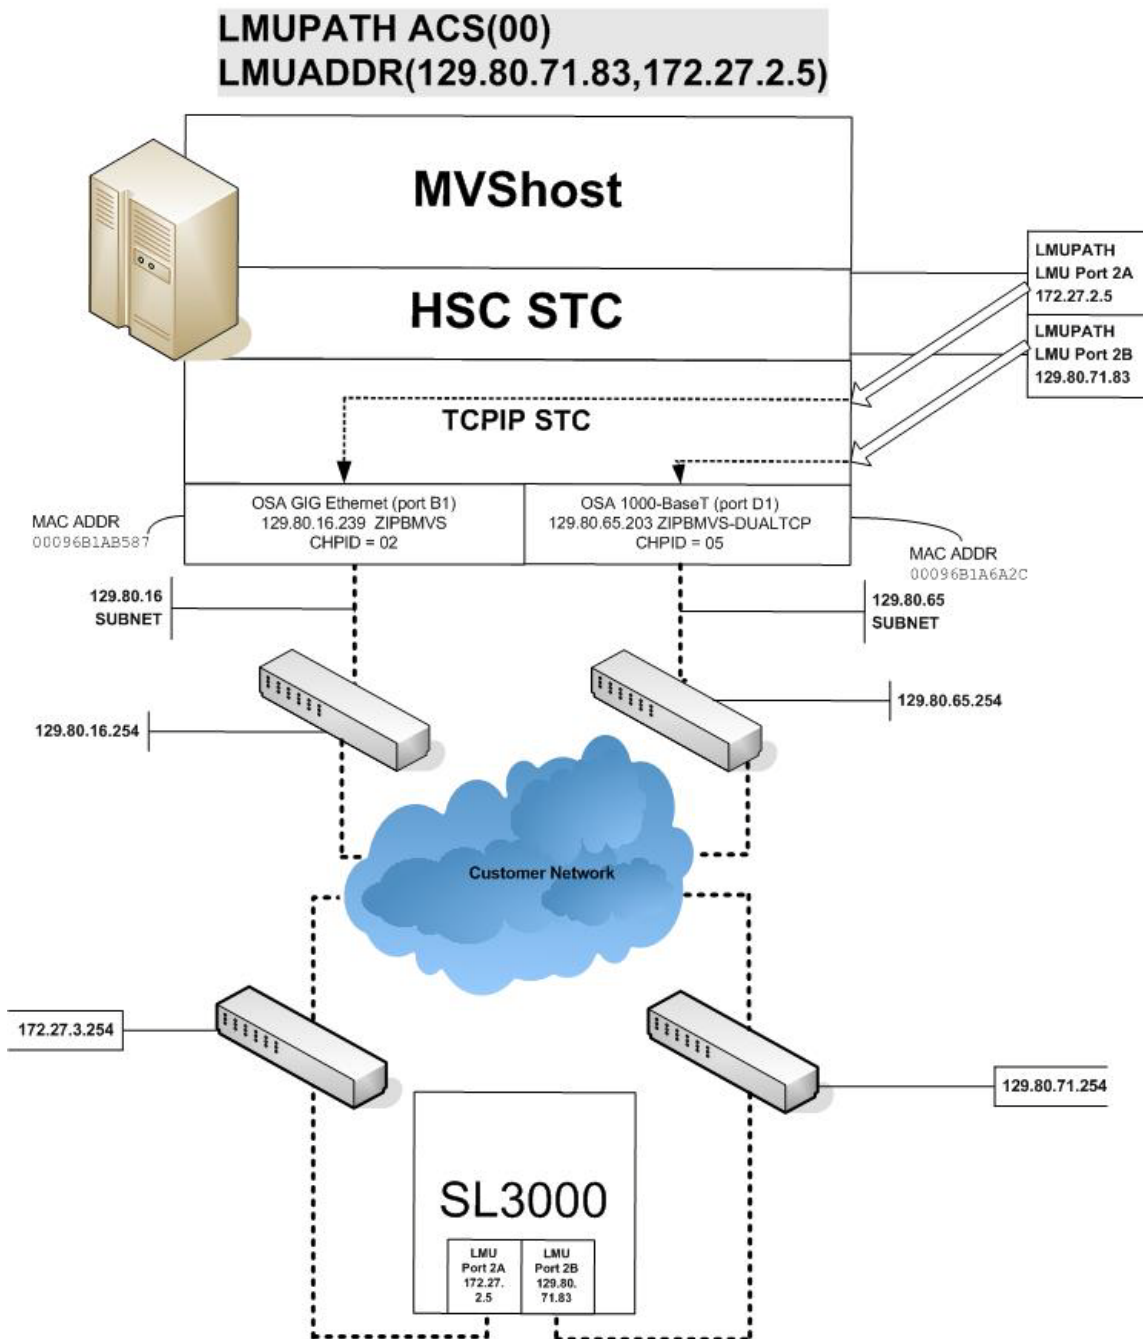 LMUPATH ACS(00)
LMUADDR(129.80.71.83,172.27.2.5)
MVShost
HSC STC
LMUPATH
LMU Port 2A
172.27.2.5
LMUPATH
LMU Port 2B
129.80.71.83
TCPIP STC
OSA GIG Ethernet (port B1)
129.80.16.239 ZIPBMVS
CHPID = 02
OSA 1000-BaseT (port D1)
129.80.65.203 ZIPBMVS-DUALTCP
CHPID = 05
MAC ADDR
00096B1AB587
MAC ADDR
00096B1A6A2C
129.80.16
SUBNET
129.80.65
SUBNET
129.80.16.254
129.80.65.254
Customer Network
172.27.3.254
129.80.71.254
SL3000
LMU
Port 2A
172.27.
2.5
LMU
Port 2B
129.80.
71.83